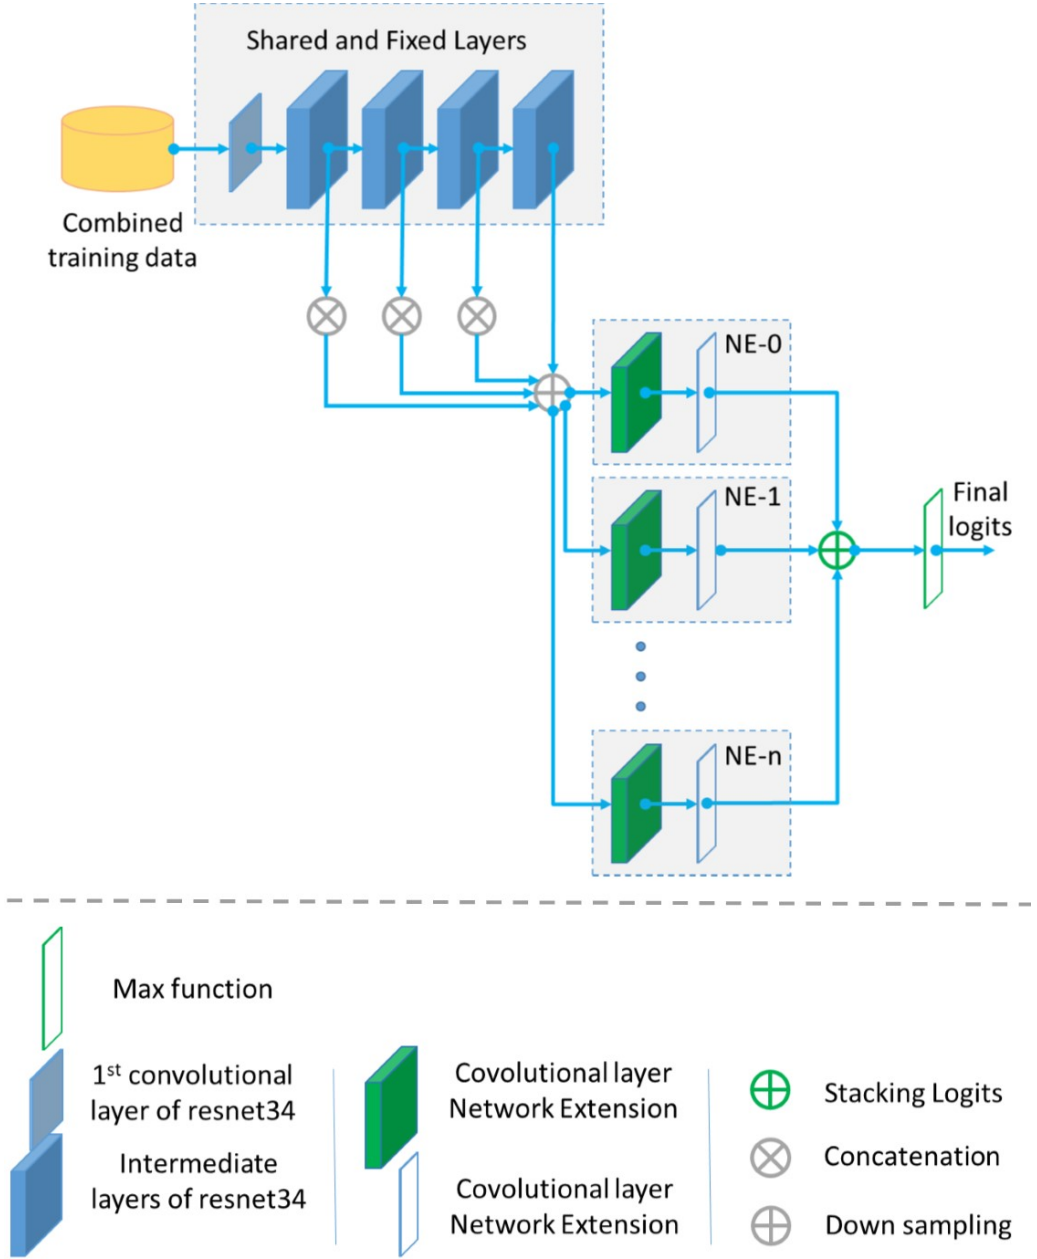 Shared and Fixed Layers
Combined
training data
NE-0
NE-1
Final
logits
NE-n
Max function
1st convolutional
layer of resnet34
Intermediate
layers of resnet34
Covolutional layer
Network Extension
Covolutional layer
Network Extension
Stacking Logits
Concatenation
Down sampling